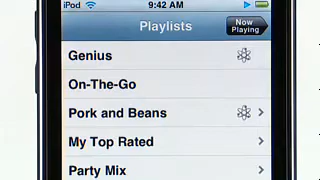 iPod 9:42 AM
Playlists Now Playing
Genius
On-The-Go
Pork and Beans
My Top Rated
Party Mix